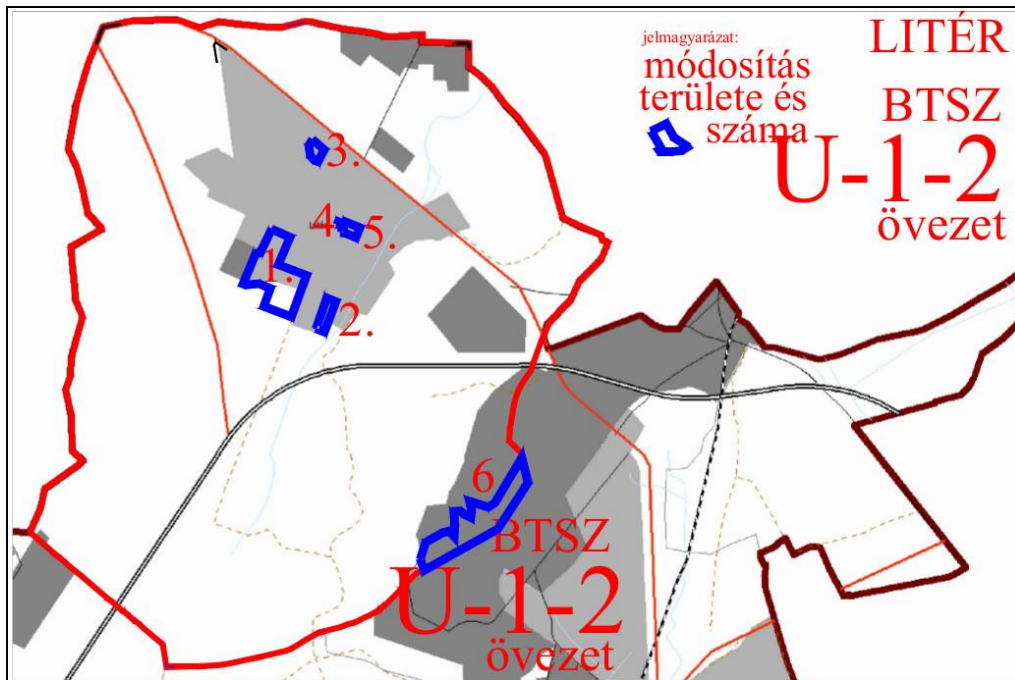 LITÉR
jelmagyarázat:
módosítás
területe és
száma
BTSZ
U-1-2
övezet
3.
4
5.
1.
2.
6
BTSZ
U-1-2
övezet